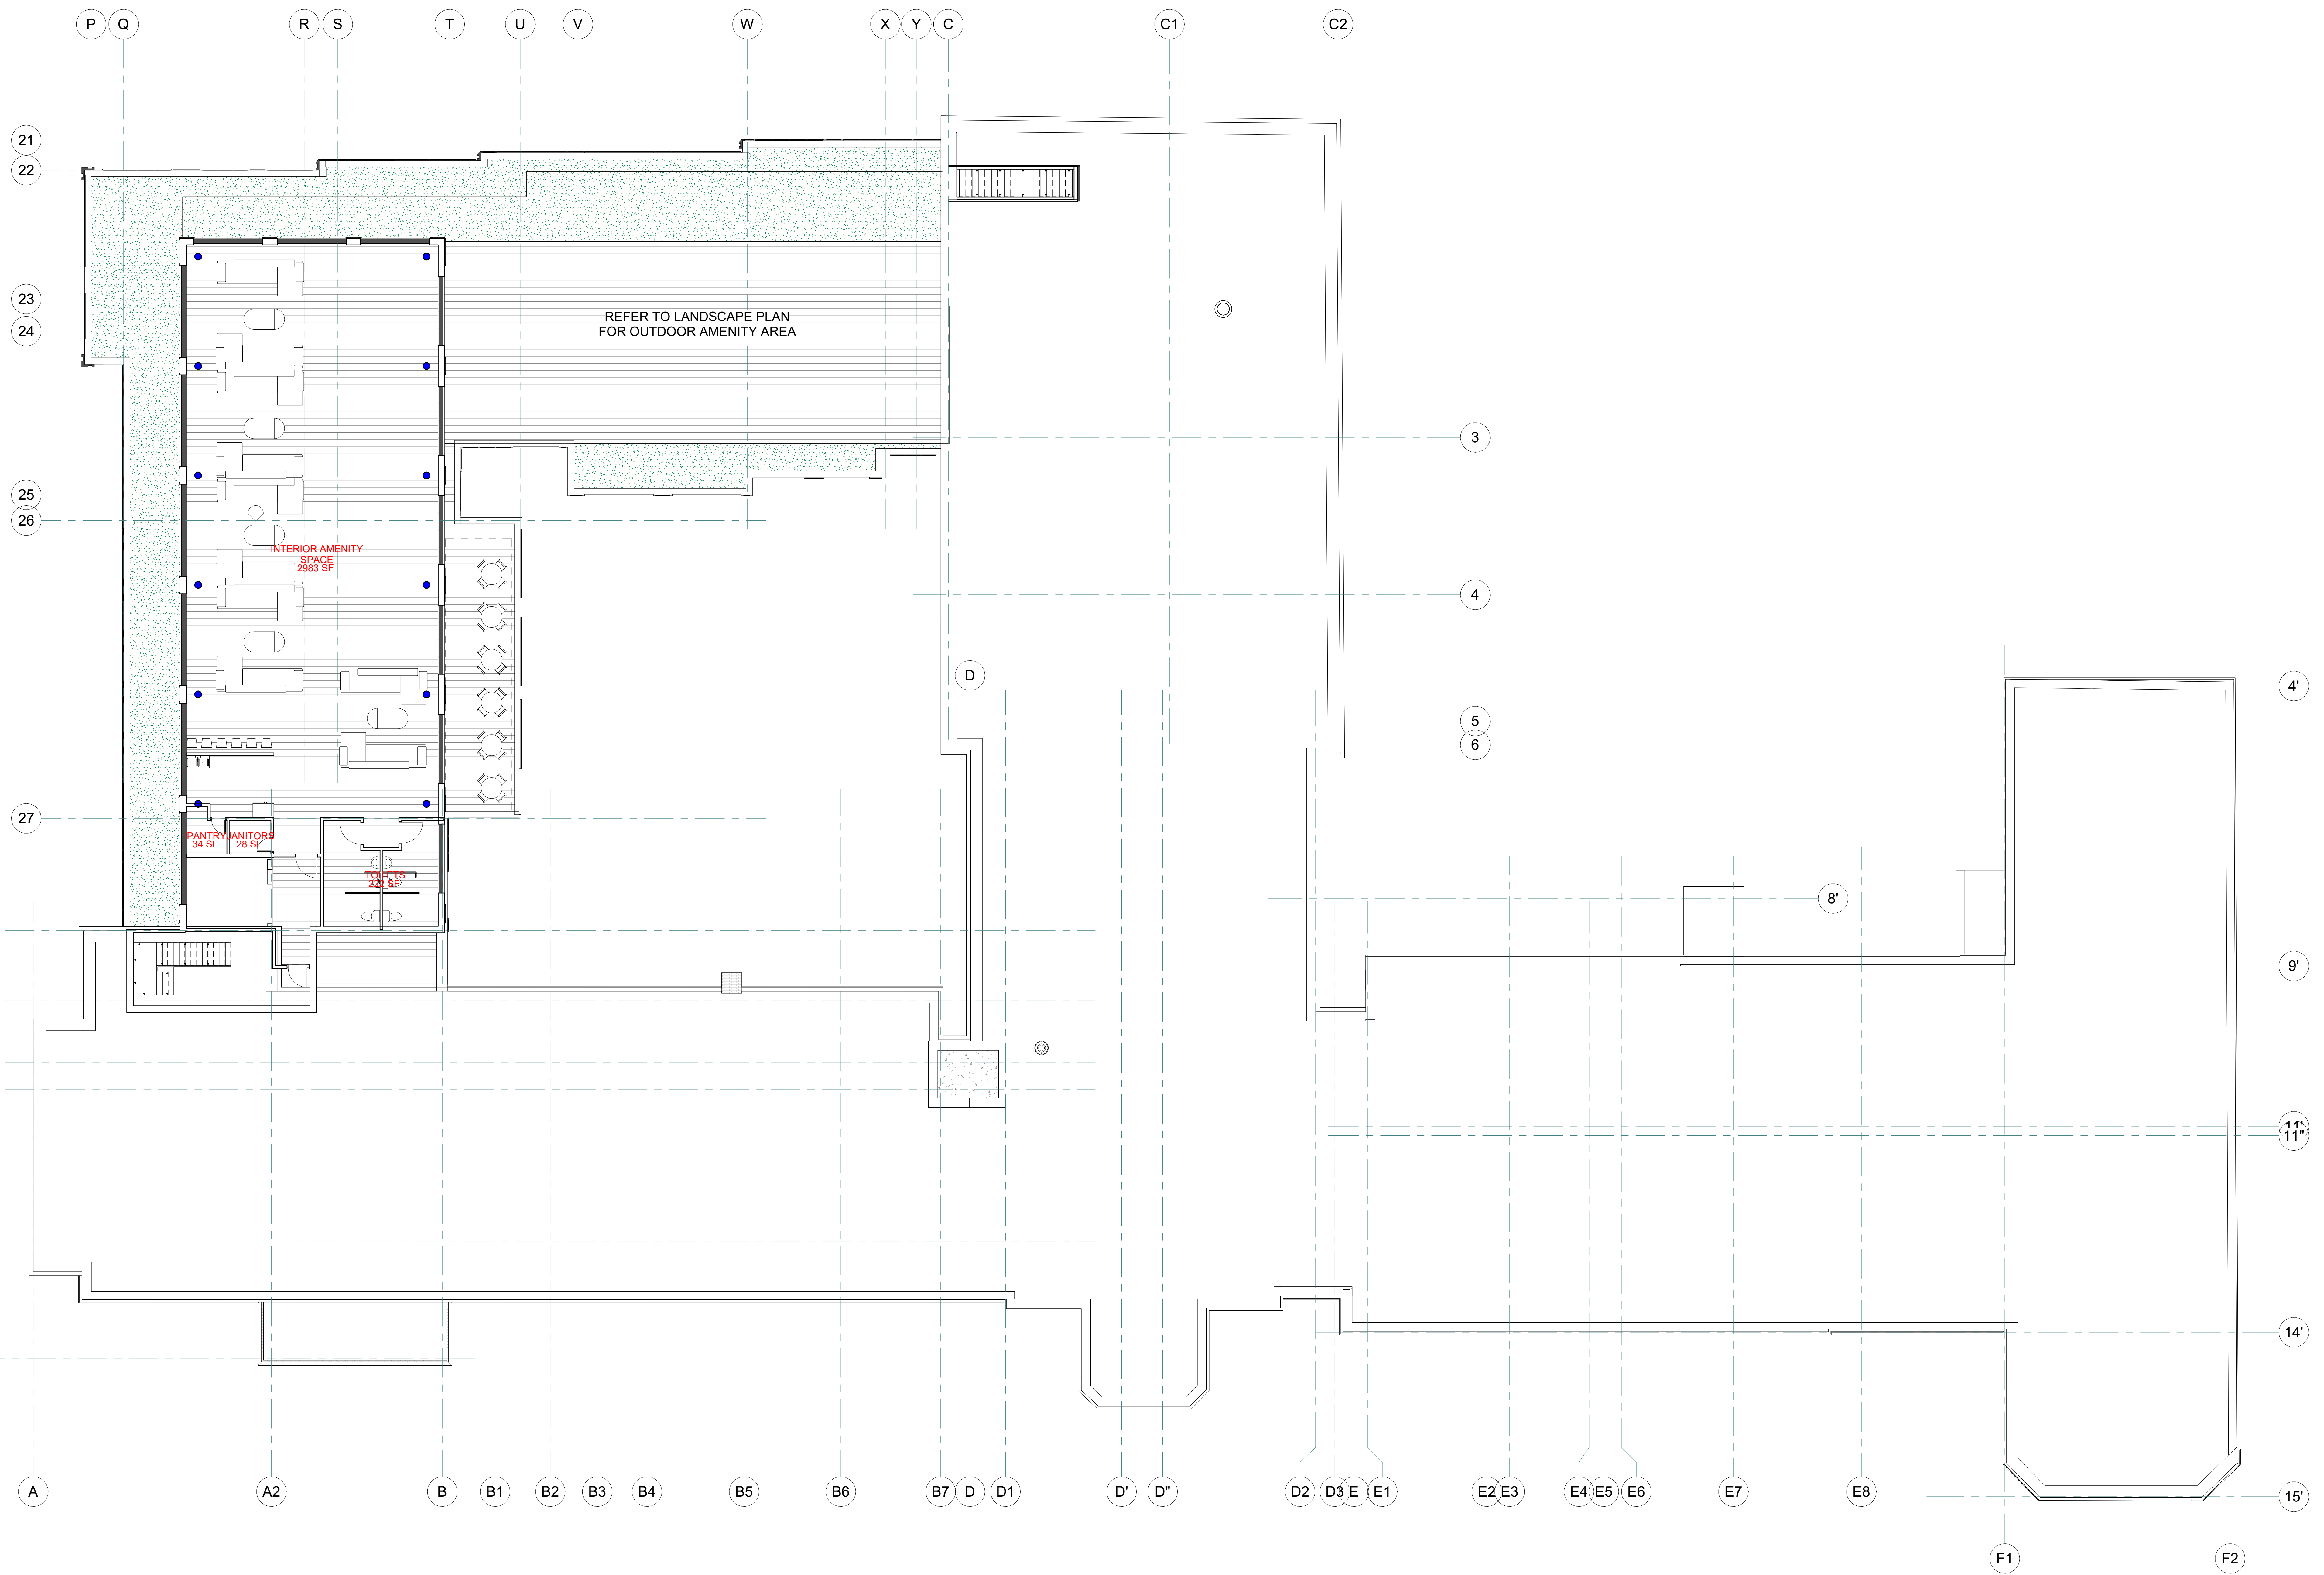 P Q R S T U V W X Y C C1 C2
21
22
23
24
REFER TO LANDSCAPE PLAN
FOR OUTDOOR AMENITY AREA
3
25
26
INTERIOR AMENITY
SPACE
2983 SF
4
D
4'
5
6
27
PANTRY JANITORS
34 SF 28 SF
TOILETS
SF
8'
9'
11'
11"
14'
A A2 B B1 B2 B3 B4 B5 B6 B7 D D1 D' D" D2 D3 E E1 E2 E3 E4 E5 E6 E7 E8
15'
F1 F2